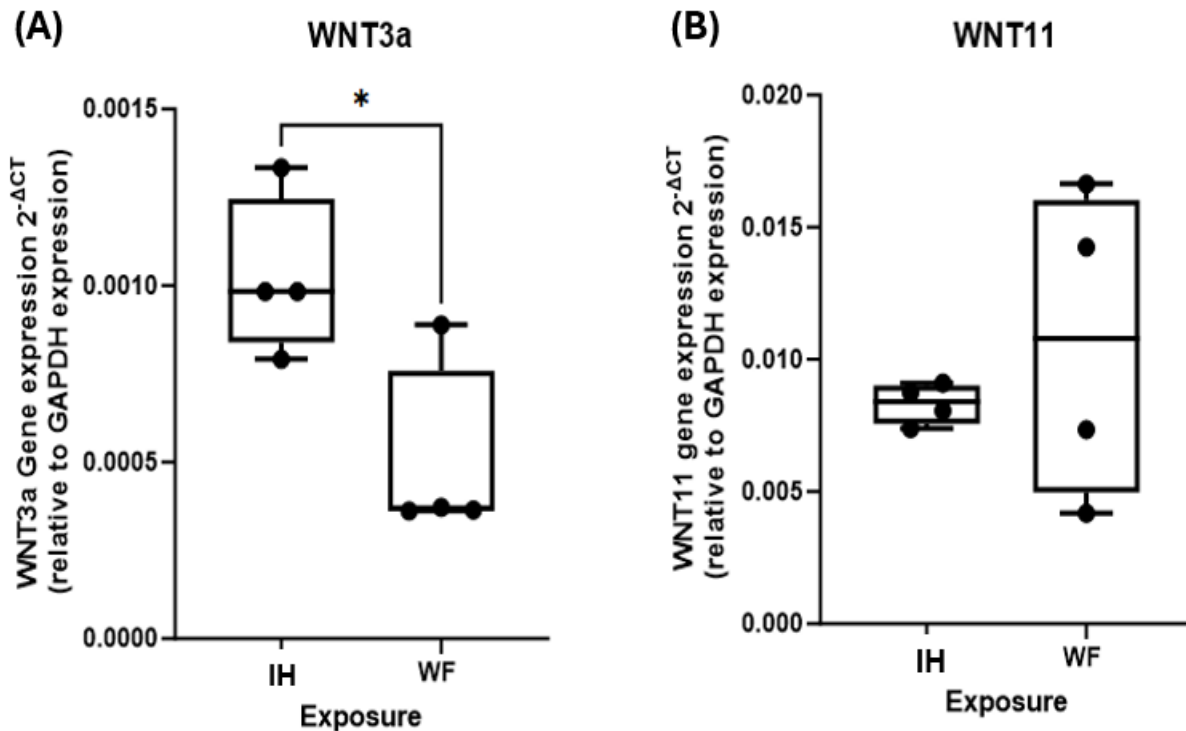 (A)
WNT3a
*
WNT3a Gene expression 2^-ΔCT
(relative to GAPDH expression)
0.0015
0.0010
0.0005
0.0000
IH
WF
Exposure
(B)
WNT11
WNT11 gene expression 2^-ΔCT
(relative to GAPDH expression)
0.020
0.015
0.010
0.005
0.000
IH
WF
Exposure